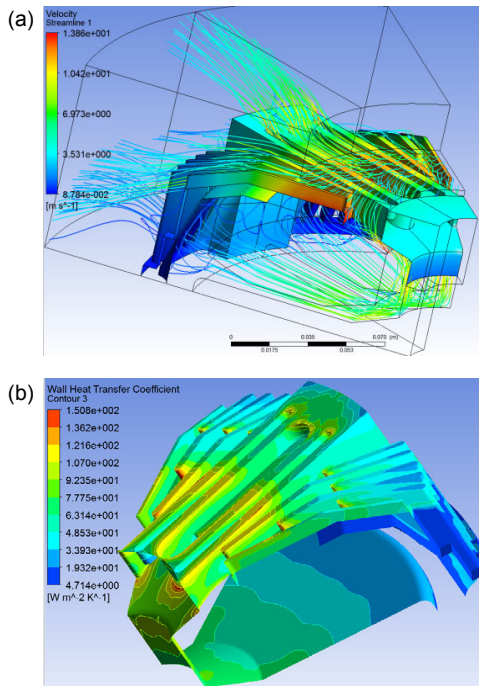 (a)
Velocity
Streamline 1
1.386e+001
1.042e+001
6.973e+000
3.531e+000
8.784e-002
[m s^-1]
0
0.035
0.070 (m)
0.0175
0.053
(b)
Wall Heat Transfer Coefficient
Contour 3
1.508e+002
1.362e+002
1.216e+002
1.070e+002
9.235e+001
7.775e+001
6.314e+001
4.853e+001
3.393e+001
1.932e+001
4.714e+000
[W m^-2 K^-1]